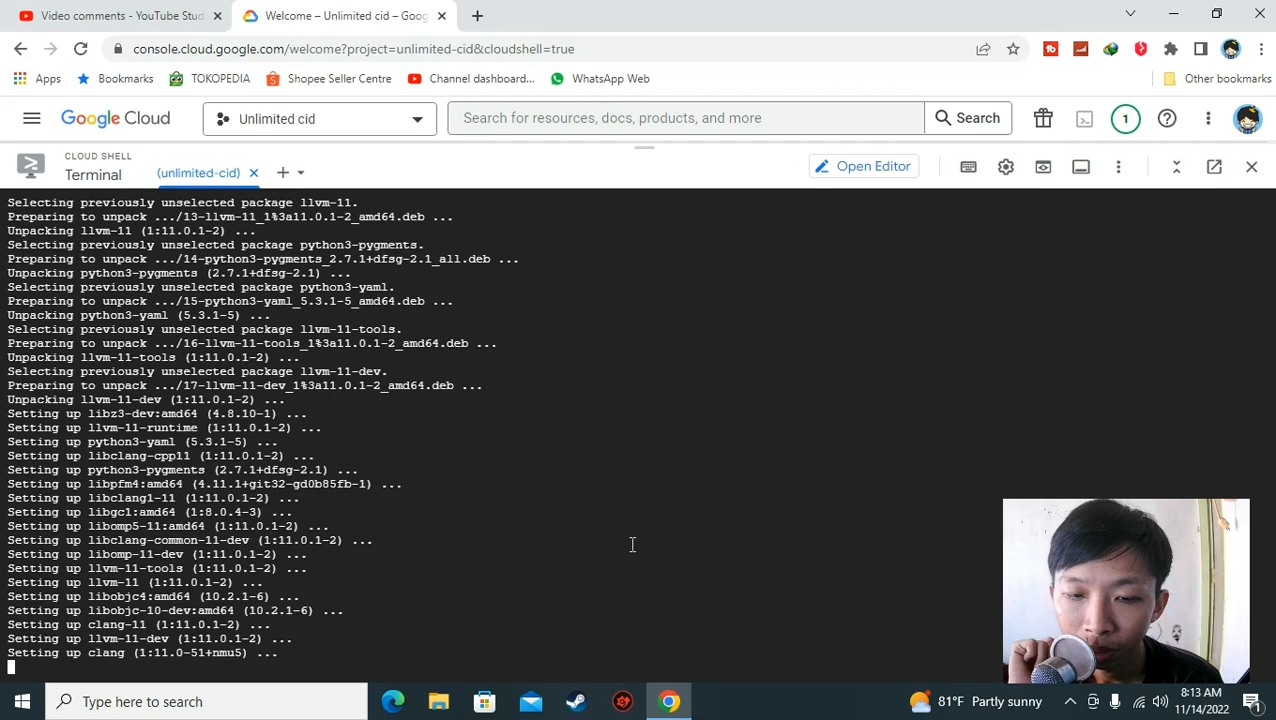 Video comments - YouTube Stud
Welcome – Unlimited cid – Goog
console.cloud.google.com/welcome?project=unlimited-cid&cloudshell=true
Apps
Bookmarks
TOKOPEDIA
Shopee Seller Centre
Channel dashboard...
WhatsApp Web
Other bookmarks
Google Cloud
Unlimited cid
Search for resources, docs, products, and more
Search
1
CLOUD SHELL
Terminal
(unlimited-cid)
Open Editor
Selecting previously unselected package llvm-11.
Preparing to unpack .../13-llvm-11_1%3a11.0.1-2_amd64.deb ...
Unpacking llvm-11 (1:11.0.1-2) ...
Selecting previously unselected package python3-pygments.
Preparing to unpack .../14-python3-pygments_2.7.1+dfsg-2.1_all.deb ...
Unpacking python3-pygments (2.7.1+dfsg-2.1) ...
Selecting previously unselected package python3-yaml.
Preparing to unpack .../15-python3-yaml_5.3.1-5_amd64.deb ...
Unpacking python3-yaml (5.3.1-5) ...
Selecting previously unselected package llvm-11-tools.
Preparing to unpack .../16-llvm-11-tools_1%3a11.0.1-2_amd64.deb ...
Unpacking llvm-11-tools (1:11.0.1-2) ...
Selecting previously unselected package llvm-11-dev.
Preparing to unpack .../17-llvm-11-dev_1%3a11.0.1-2_amd64.deb ...
Unpacking llvm-11-dev (1:11.0.1-2) ...
Setting up libz3-dev:amd64 (4.8.10-1) ...
Setting up llvm-11-runtime (1:11.0.1-2) ...
Setting up python3-yaml (5.3.1-5) ...
Setting up libclang-cpp11 (1:11.0.1-2) ...
Setting up python3-pygments (2.7.1+dfsg-2.1) ...
Setting up libpfm4:amd64 (4.11.1+git32-gd0b85fb-1) ...
Setting up libclang1-11 (1:11.0.1-2) ...
Setting up libgc1:amd64 (1:8.0.4-3) ...
Setting up libomp5-11:amd64 (1:11.0.1-2) ...
Setting up libclang-common-11-dev (1:11.0.1-2) ...
Setting up libomp-11-dev (1:11.0.1-2) ...
Setting up llvm-11-tools (1:11.0.1-2) ...
Setting up llvm-11 (1:11.0.1-2) ...
Setting up libobjc4:amd64 (10.2.1-6) ...
Setting up libobjc-10-dev:amd64 (10.2.1-6) ...
Setting up clang-11 (1:11.0.1-2) ...
Setting up llvm-11-dev (1:11.0.1-2) ...
Setting up clang (1:11.0-51+nmu5) ...
Type here to search
81°F Partly sunny
8:13 AM
11/14/2022
1